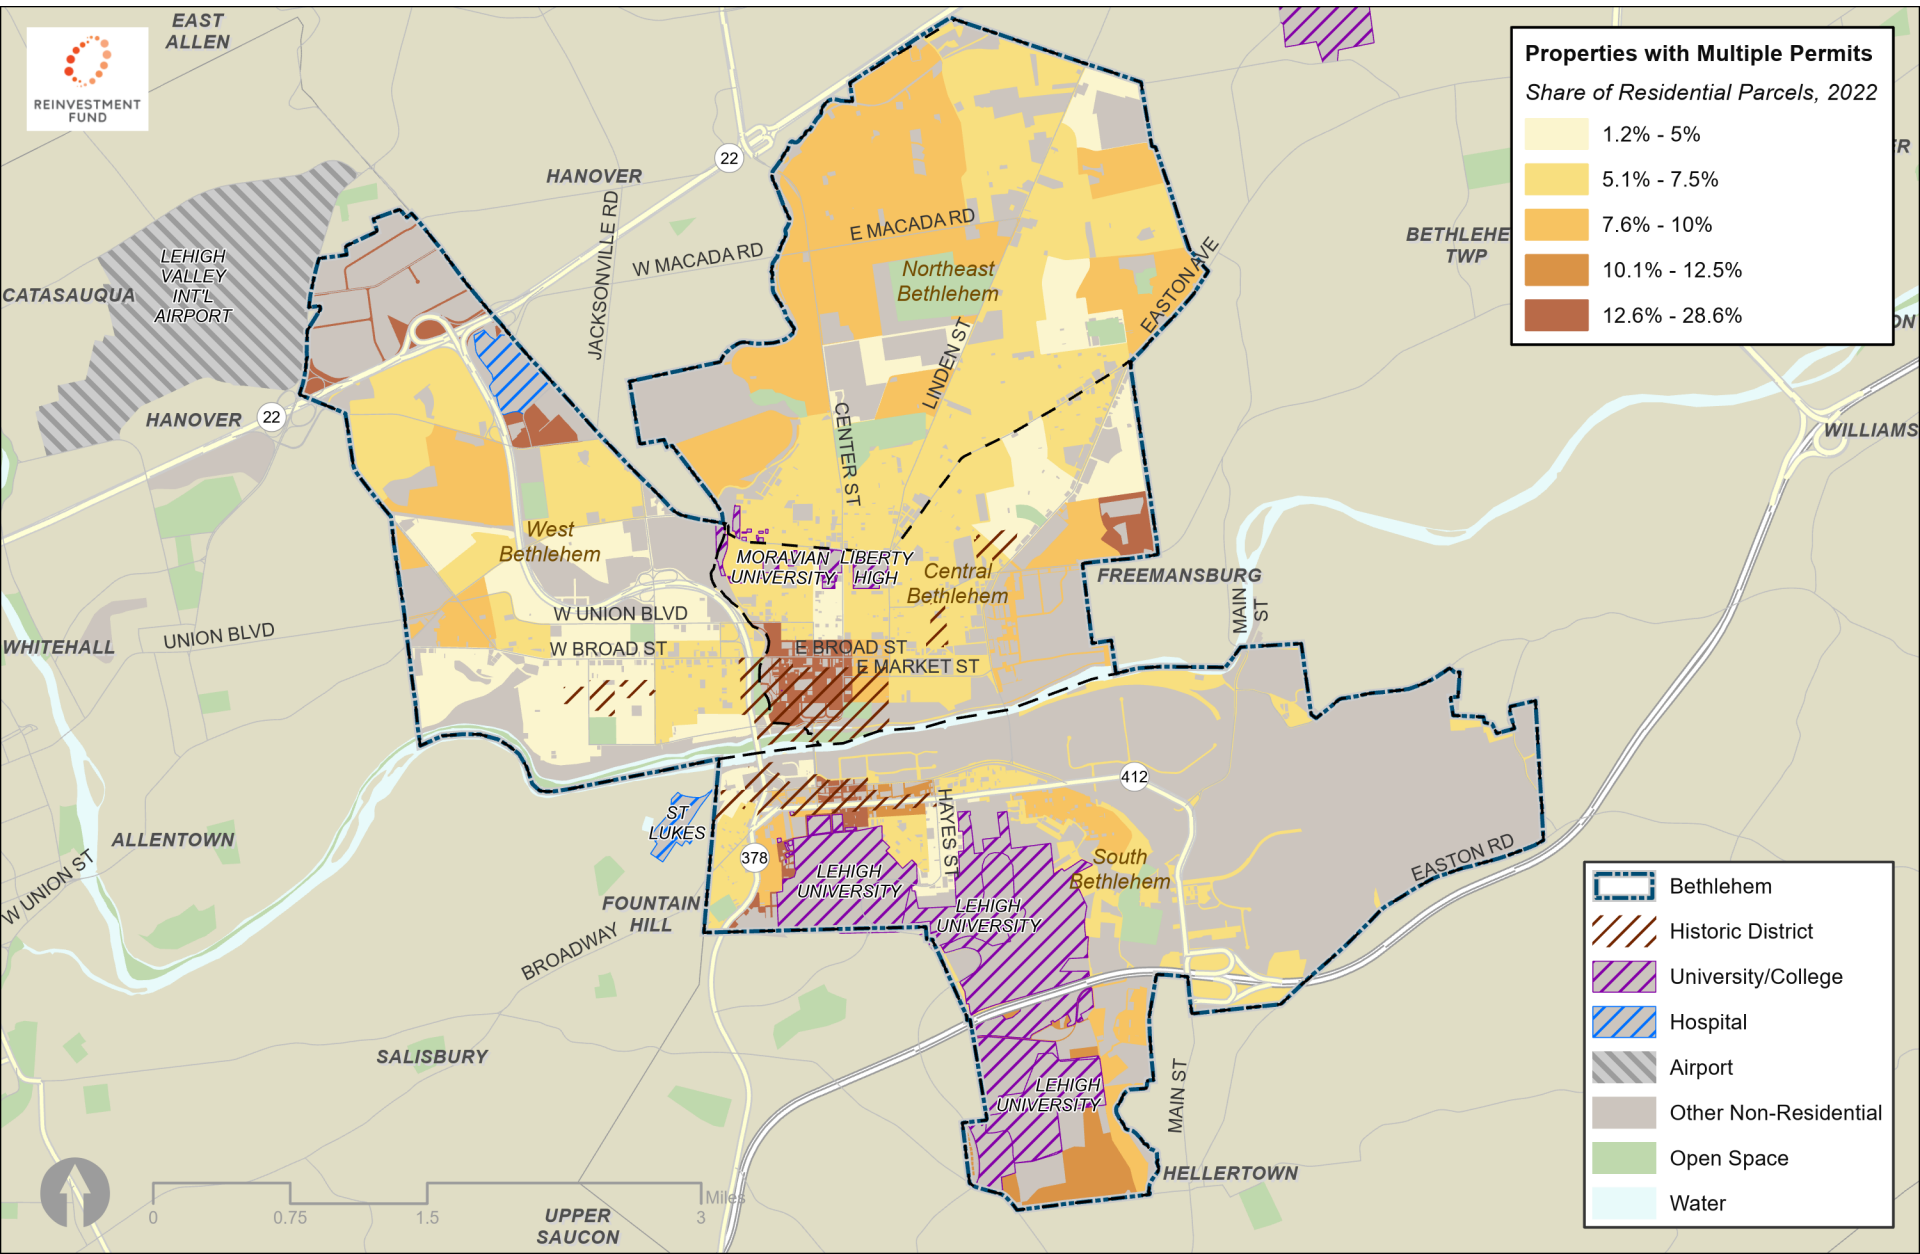 EAST
ALLEN
REINVESTMENT
FUND
Properties with Multiple Permits
Share of Residential Parcels, 2022
1.2% - 5%
5.1% - 7.5%
7.6% - 10%
10.1% - 12.5%
12.6% - 28.6%
22
HANOVER
JACKSONVILLE RD
W MACADA RD
E MACADA RD
Northeast
Bethlehem
EASTON AVE
BETHLEHE
TWP
ER
ON
LEHIGH
VALLEY
INT'L
AIRPORT
CATASAUQUA
HANOVER
22
LINDEN ST
CENTER ST
WILLIAMS
West
Bethlehem
MORAVIAN
UNIVERSITY
LIBERTY
HIGH
Central
Bethlehem
FREEMANSBURG
MAIN
ST
WHITEHALL
UNION BLVD
W UNION BLVD
W BROAD ST
E BROAD ST
E MARKET ST
412
ST
LUKES
HAYES ST
ALLENTOWN
W UNION ST
378
LEHIGH
UNIVERSITY
South
Bethlehem
EASTON RD
FOUNTAIN
HILL
BROADWAY
LEHIGH
UNIVERSITY
SALISBURY
LEHIGH
UNIVERSITY
MAIN ST
HELLERTOWN
UPPER
SAUCON
0
0.75
1.5
3
Miles
Bethlehem
Historic District
University/College
Hospital
Airport
Other Non-Residential
Open Space
Water